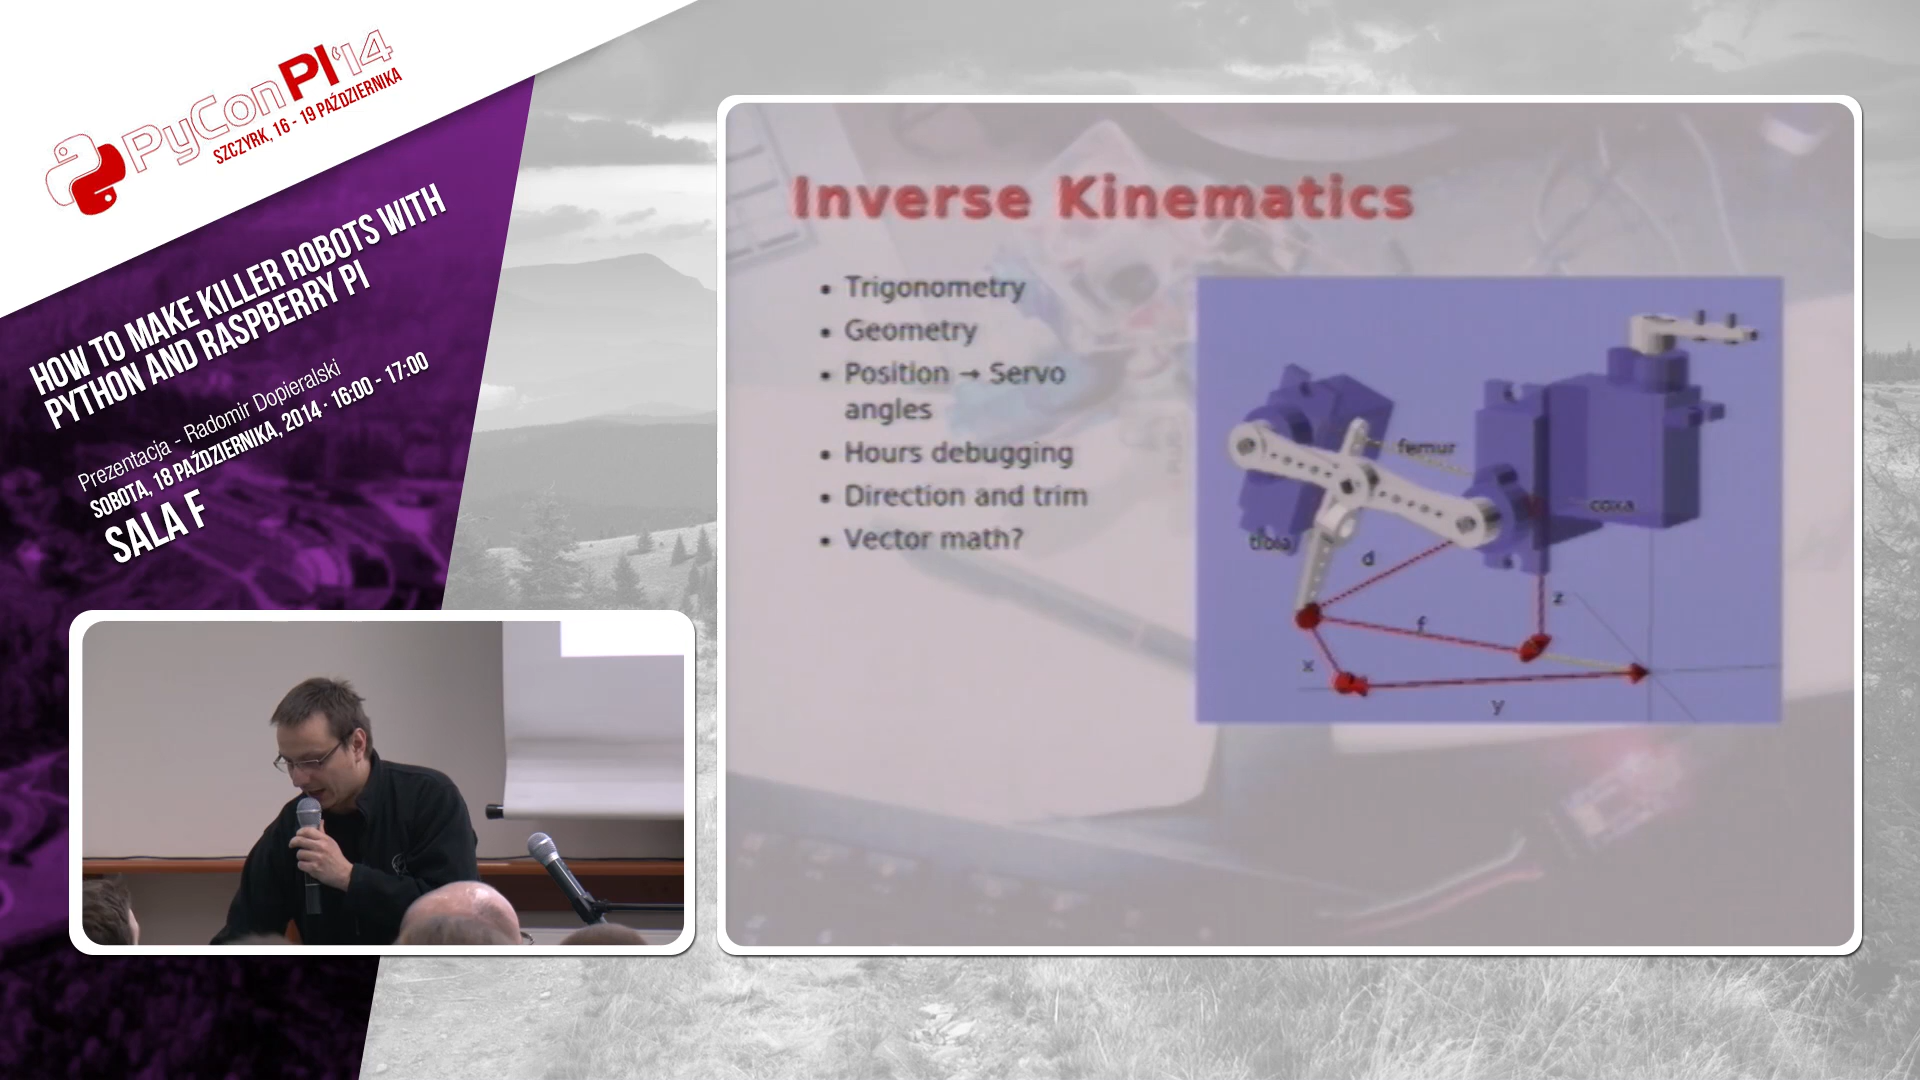 PyConPl'14
SZCZYRK, 16 - 19 PAŹDZIERNIKA
HOW TO MAKE KILLER ROBOTS WITH
PYTHON AND RASPBERRY PI
Prezentacja - Radomir Dopieralski
SOBOTA, 18 PAŹDZIERNIKA, 2014 · 16:00 - 17:00
SALA F
Inverse Kinematics
• Trigonometry
• Geometry
• Position → Servo
angles
• Hours debugging
• Direction and trim
• Vector math?
femur
coxa
tibia
d
z
f
x
y